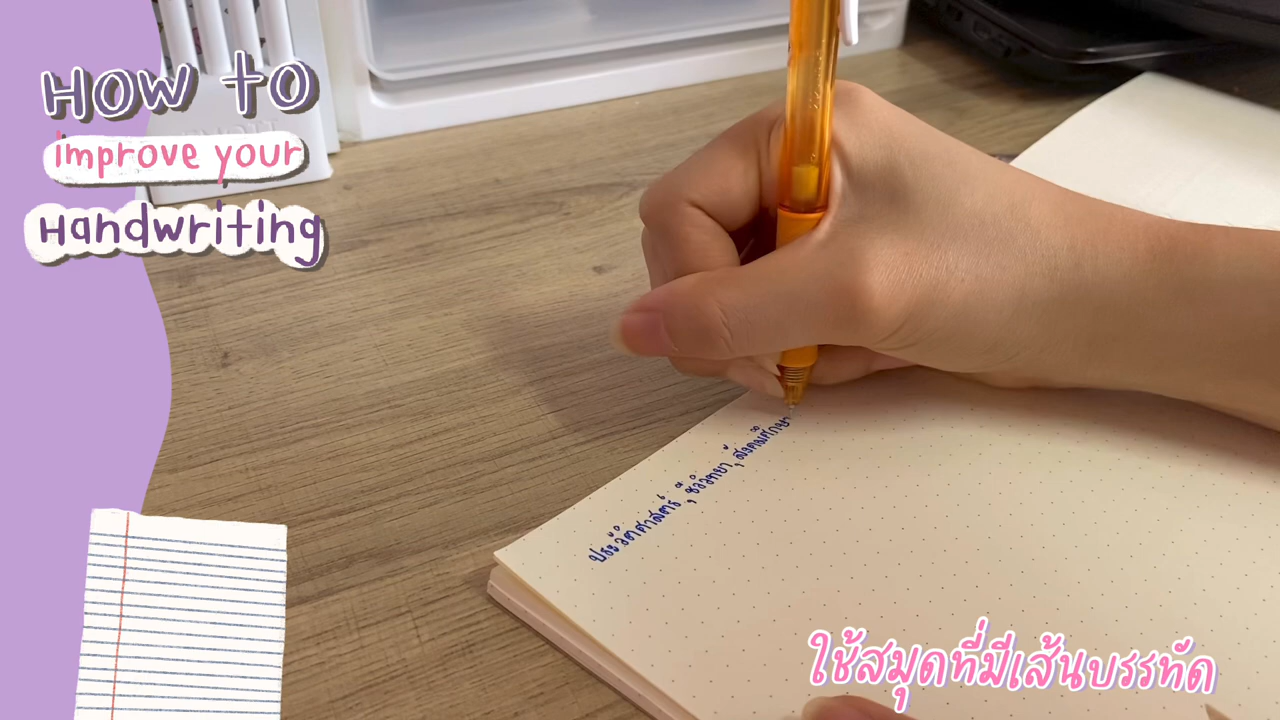 How to
improve your
Handwriting
ประวัติศาสตร์ ชีววิทยา สังคมศึกษา
ใช้สมุดที่มีเส้นบรรทัด